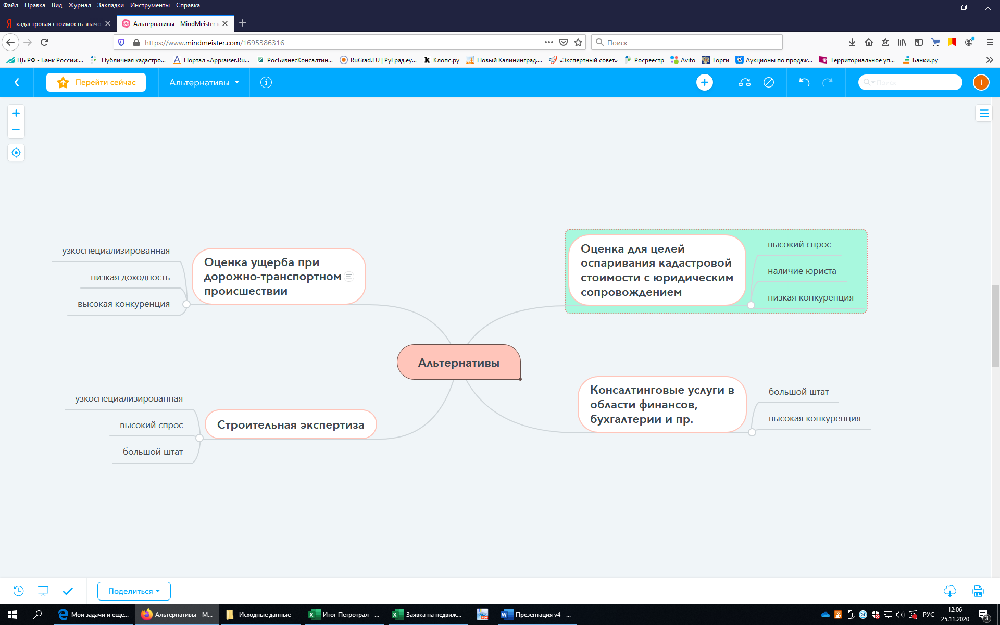 Файл Правка Вид Журнал Закладки Инструменты Справка
кадастровая стоимость значо
Альтернативы - MindMeister
https://www.mindmeister.com/1695386316
Поиск
ЦБ РФ - Банк России:...
Публичная кадастро...
Портал «Appraiser.Ru...
РосБизнесКонсалтин...
RuGrad.EU | РуГрад.еу...
Клопс.ру
Новый Калининград....
«Экспертный совет»
Росреестр
Avito
Торги
Аукционы по продаж...
Территориальное уп...
Банки.ру
Перейти сейчас
Альтернативы
Поиск
I
узкоспециализированная
низкая доходность
высокая конкуренция
Оценка ущерба при
дорожно-транспортном
происшествии
Оценка для целей
оспаривания кадастровой
стоимости с юридическим
сопровождением
высокий спрос
наличие юриста
низкая конкуренция
Альтернативы
узкоспециализированная
высокий спрос
большой штат
Строительная экспертиза
Консалтинговые услуги в
области финансов,
бухгалтерии и пр.
большой штат
высокая конкуренция
Поделиться
Мои задачи и еще...
Альтернативы - M...
Исходные данные
Итог Петротрал - ...
Заявка на недвиж...
Презентация v4 - ...
24
РУС
12:06
25.11.2020
3